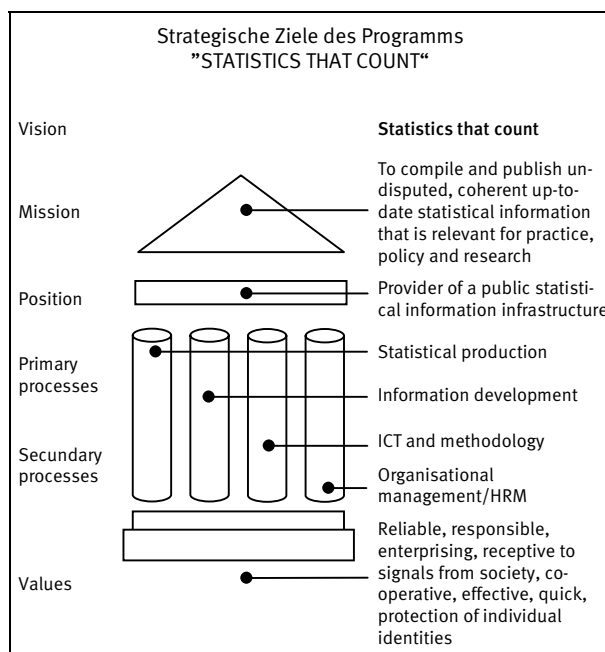 Strategische Ziele des Programms
”STATISTICS THAT COUNT“
Vision
Statistics that count
Mission
To compile and publish un-
disputed, coherent up-to-
date statistical information
that is relevant for practice,
policy and research
Position
Provider of a public statisti-
cal information infrastructure
Primary
processes
Statistical production
Information development
Secundary
processes
ICT and methodology
Organisational
management/HRM
Values
Reliable, responsible,
enterprising, receptive to
signals from society, co-
operative, effective, quick,
protection of individual
identities